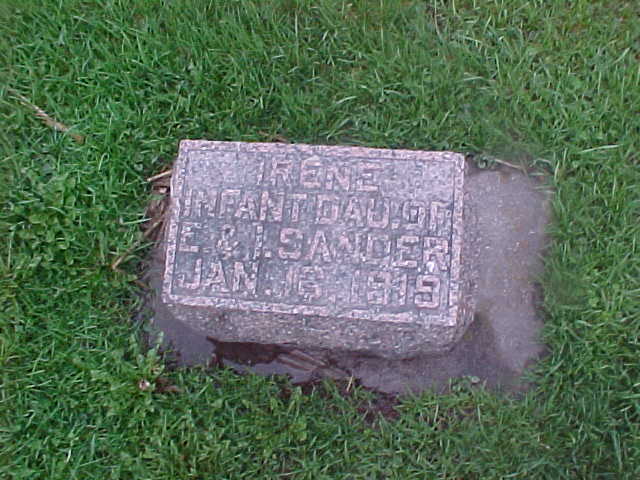 IRENE
INFANT DAU. OF
E. & I. SANDER
JAN. 16, 1919